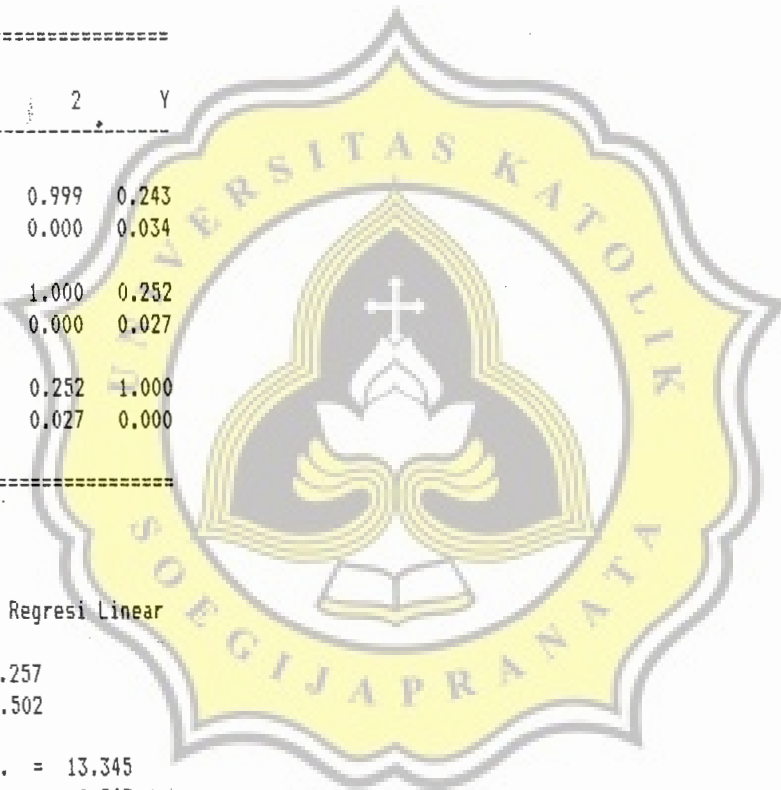 ================
2 Y
----------------
0.999 0.243
0.000 0.034
1.000 0.252
0.000 0.027
0.252 1.000
0.027 0.000
================
Regresi Linear
.257
.502
. = 13.345
UNIVERSITAS KATOLIK
SOEGIJAPRANATA